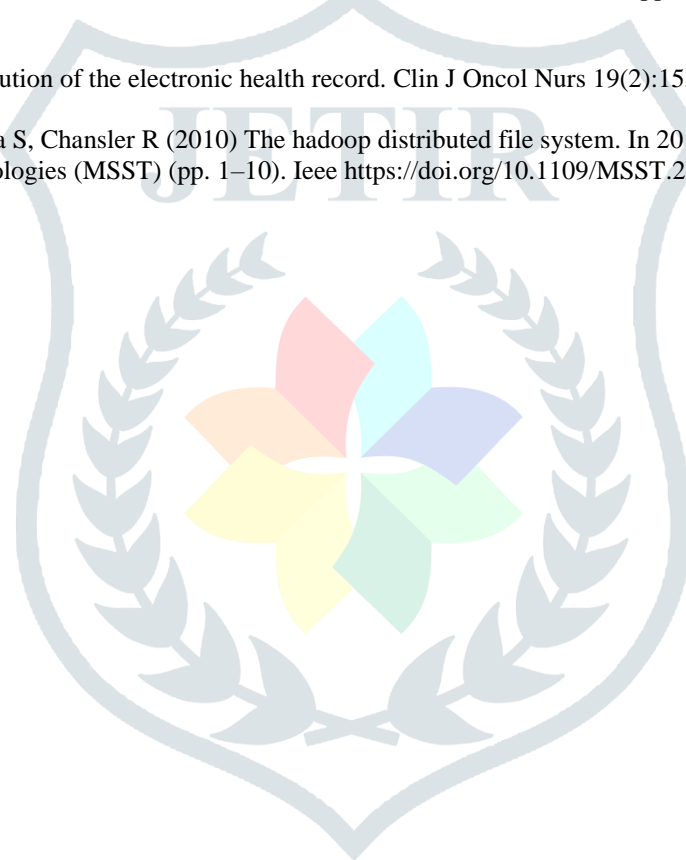 ution of the electronic health record. Clin J Oncol Nurs 19(2):15
a S, Chansler R (2010) The hadoop distributed file system. In 20
ologies (MSST) (pp. 1–10). Ieee https://doi.org/10.1109/MSST.2
JETIR